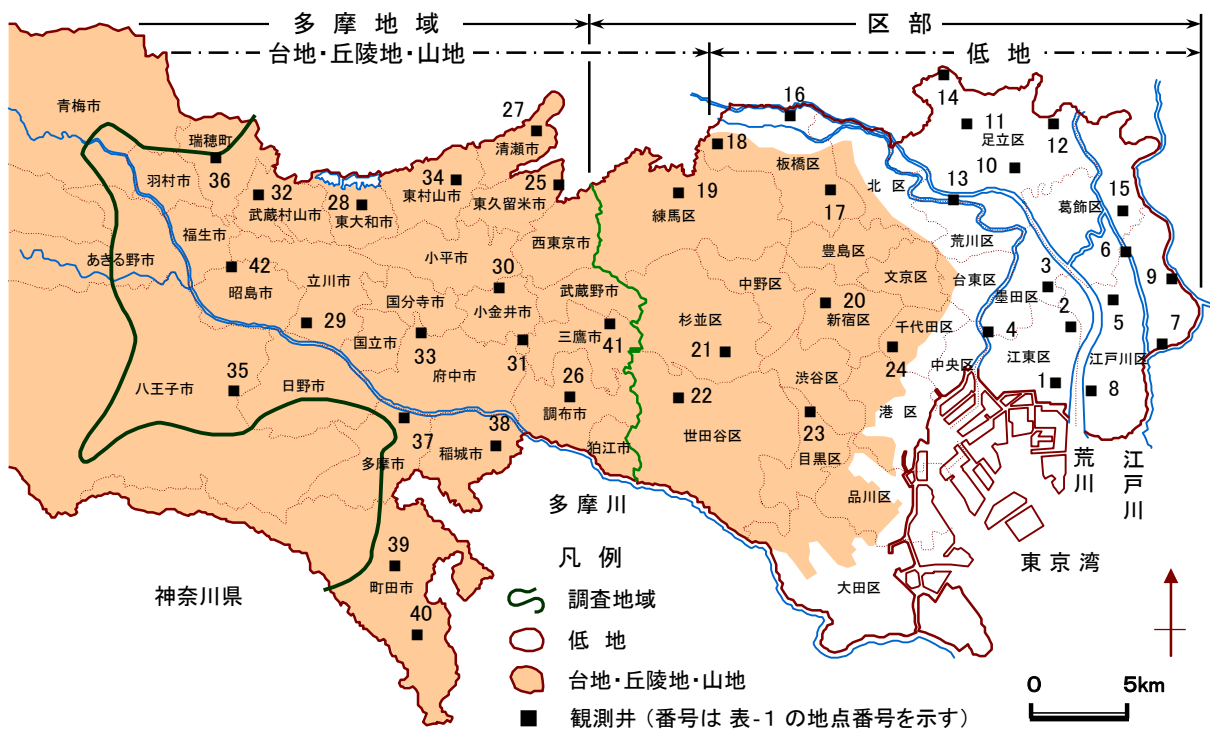 多摩地域
区部
台地・丘陵地・山地
低地
青梅市
瑞穂町
羽村市
36
32
武蔵村山市
28
東大和市
34
東村山市
27
清瀬市
25
東久留米市
西東京市
福生市
あきる野市
42
昭島市
立川市
29
小平市
国分寺市
国立市
33
30
小金井市
31
府中市
武蔵野市
三鷹市
41
26
調布市
狛江市
35
八王子市
日野市
37
多摩市
38
稲城市
39
町田市
40
16
18
板橋区
17
19
練馬区
豊島区
文京区
中野区
20
新宿区
杉並区
21
千代田区
24
22
世田谷区
渋谷区
23
目黒区
港区
品川区
大田区
中央区
14
11
足立区
12
10
北区
13
荒川区
台東区
15
葛飾区
6
3
墨田区
2
9
5
7
4
江東区
江戸川区
1
8
荒川
江戸川
東京湾
多摩川
神奈川県
凡例
調査地域
低地
台地・丘陵地・山地
観測井（番号は 表-1 の地点番号を示す）
0
5km